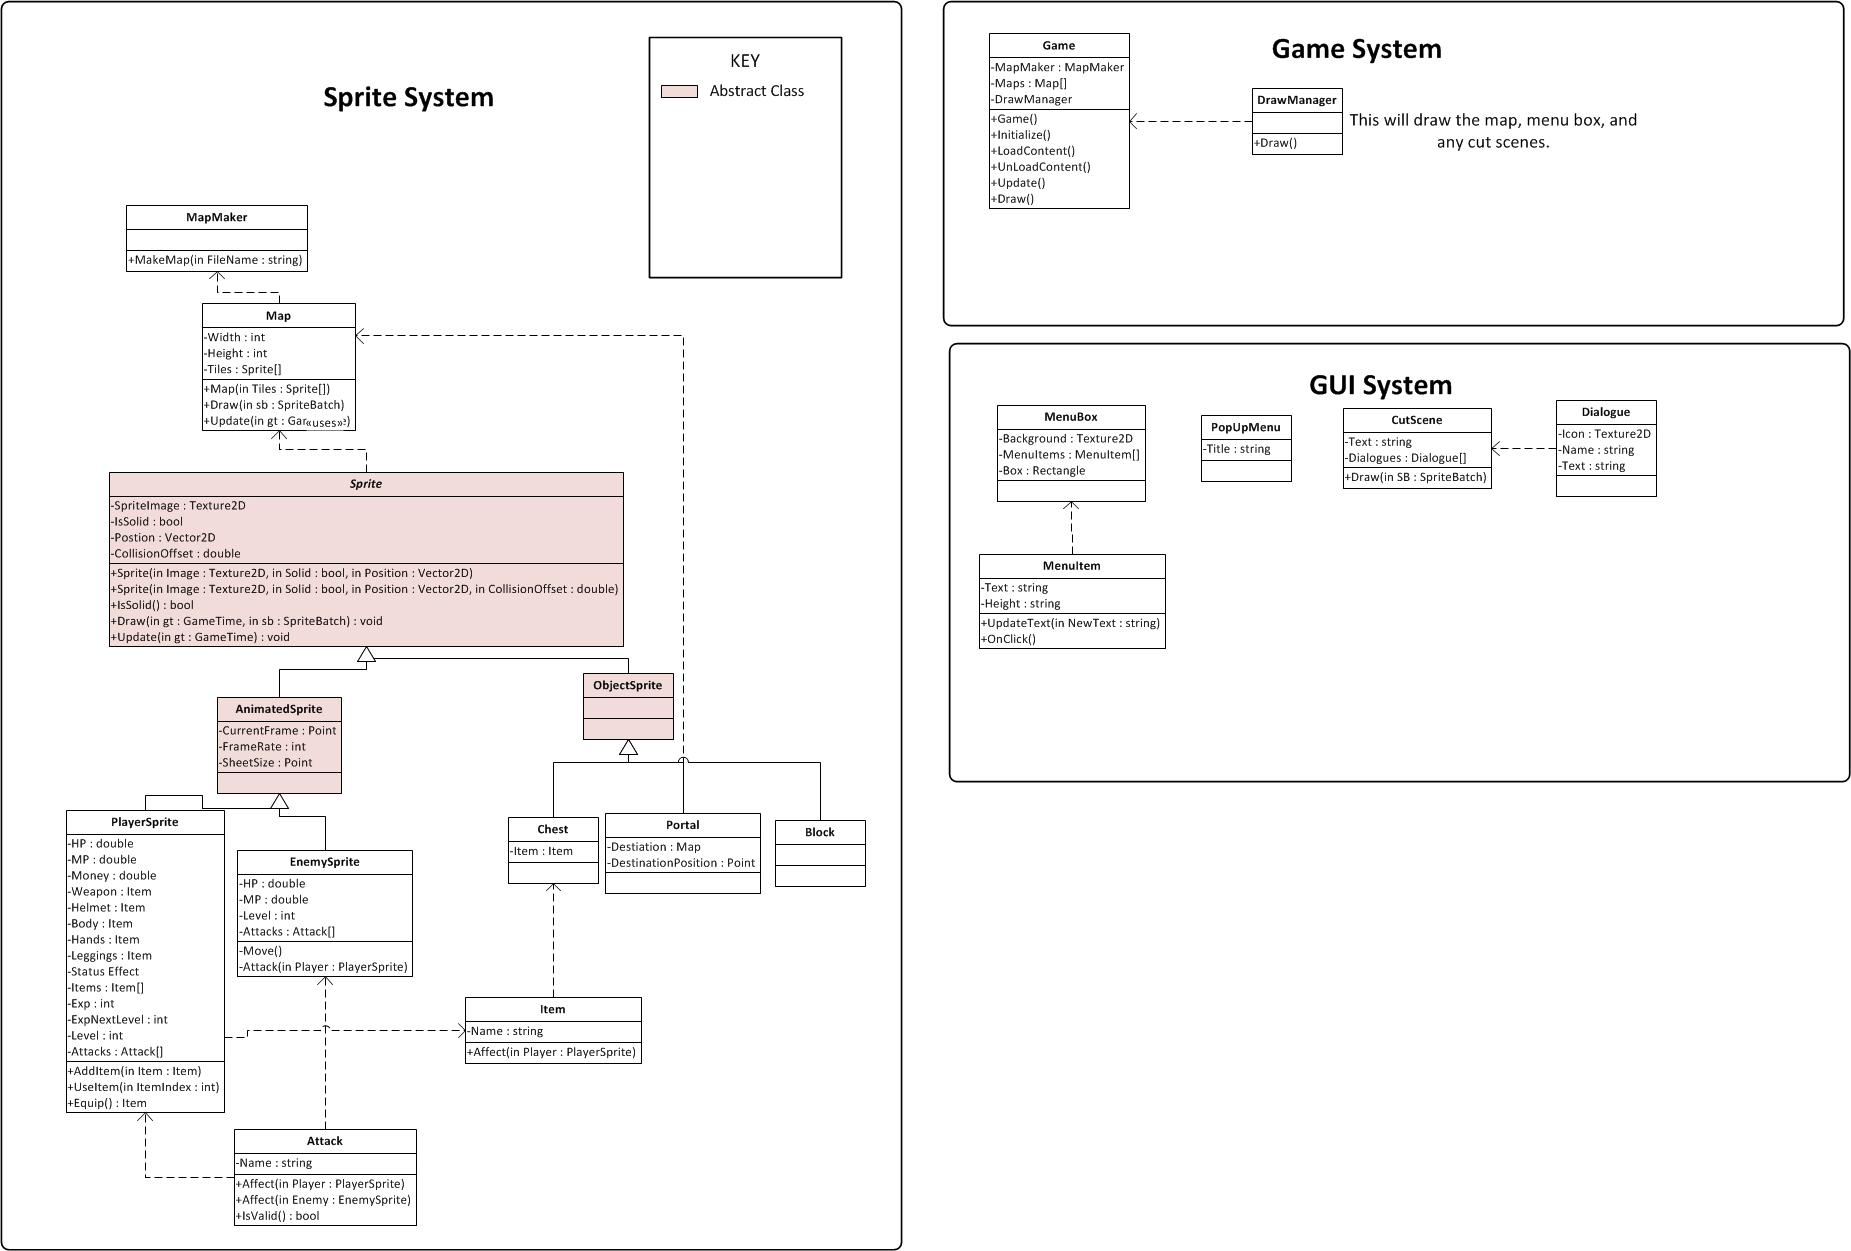 Sprite System
KEY
Abstract Class
MapMaker
+MakeMap(in FileName : string)
Map
-Width : int
-Height : int
-Tiles : Sprite[]
+Map(in Tiles : Sprite[])
+Draw(in sb : SpriteBatch)
+Update(in gt : Gar«uses»
Sprite
-SpriteImage : Texture2D
-IsSolid : bool
-Postion : Vector2D
-CollisionOffset : double
+Sprite(in Image : Texture2D, in Solid : bool, in Position : Vector2D)
+Sprite(in Image : Texture2D, in Solid : bool, in Position : Vector2D, in CollisionOffset : double)
+IsSolid() : bool
+Draw(in gt : GameTime, in sb : SpriteBatch) : void
+Update(in gt : GameTime) : void
AnimatedSprite
-CurrentFrame : Point
-FrameRate : int
-SheetSize : Point
ObjectSprite
PlayerSprite
-HP : double
-MP : double
-Money : double
-Weapon : Item
-Helmet : Item
-Body : Item
-Hands : Item
-Leggings : Item
-Status Effect
-Items : Item[]
-Exp : int
-ExpNextLevel : int
-Level : int
-Attacks : Attack[]
+AddItem(in Item : Item)
+UseItem(in ItemIndex : int)
+Equip() : Item
EnemySprite
-HP : double
-MP : double
-Level : int
-Attacks : Attack[]
-Move()
-Attack(in Player : PlayerSprite)
Chest
-Item : Item
Portal
-Destiation : Map
-DestinationPosition : Point
Block
Item
-Name : string
+Affect(in Player : PlayerSprite)
Attack
-Name : string
+Affect(in Player : PlayerSprite)
+Affect(in Enemy : EnemySprite)
+IsValid() : bool
Game System
Game
-MapMaker : MapMaker
-Maps : Map[]
-DrawManager
+Game()
+Initialize()
+LoadContent()
+UnLoadContent()
+Update()
+Draw()
DrawManager
+Draw()
This will draw the map, menu box, and
any cut scenes.
GUI System
MenuBox
-Background : Texture2D
-MenuItems : MenuItem[]
-Box : Rectangle
PopUpMenu
-Title : string
CutScene
-Text : string
-Dialogues : Dialogue[]
+Draw(in SB : SpriteBatch)
Dialogue
-Icon : Texture2D
-Name : string
-Text : string
MenuItem
-Text : string
-Height : string
+UpdateText(in NewText : string)
+OnClick()